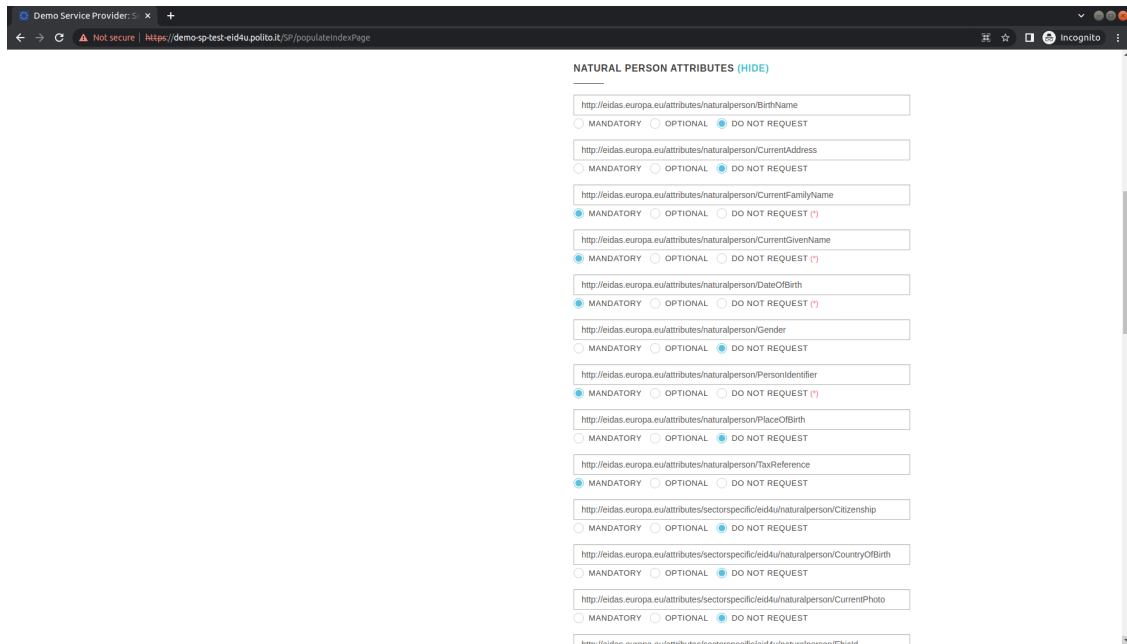 Demo Service Provider: S
Not secure | https://demo-sp-test-eid4u.polito.it/SP/populateIndexPage
Incognito
NATURAL PERSON ATTRIBUTES (HIDE)
http://eidas.europa.eu/attributes/naturalperson/BirthName
MANDATORY OPTIONAL DO NOT REQUEST
http://eidas.europa.eu/attributes/naturalperson/CurrentAddress
MANDATORY OPTIONAL DO NOT REQUEST
http://eidas.europa.eu/attributes/naturalperson/CurrentFamilyName
MANDATORY OPTIONAL DO NOT REQUEST (*)
http://eidas.europa.eu/attributes/naturalperson/CurrentGivenName
MANDATORY OPTIONAL DO NOT REQUEST (*)
http://eidas.europa.eu/attributes/naturalperson/DateOfBirth
MANDATORY OPTIONAL DO NOT REQUEST (*)
http://eidas.europa.eu/attributes/naturalperson/Gender
MANDATORY OPTIONAL DO NOT REQUEST
http://eidas.europa.eu/attributes/naturalperson/PersonIdentifier
MANDATORY OPTIONAL DO NOT REQUEST (*)
http://eidas.europa.eu/attributes/naturalperson/PlaceOfBirth
MANDATORY OPTIONAL DO NOT REQUEST
http://eidas.europa.eu/attributes/naturalperson/TaxReference
MANDATORY OPTIONAL DO NOT REQUEST
http://eidas.europa.eu/attributes/sectorspecific/eid4u/naturalperson/Citizenship
MANDATORY OPTIONAL DO NOT REQUEST
http://eidas.europa.eu/attributes/sectorspecific/eid4u/naturalperson/CountryOfBirth
MANDATORY OPTIONAL DO NOT REQUEST
http://eidas.europa.eu/attributes/sectorspecific/eid4u/naturalperson/CurrentPhoto
MANDATORY OPTIONAL DO NOT REQUEST